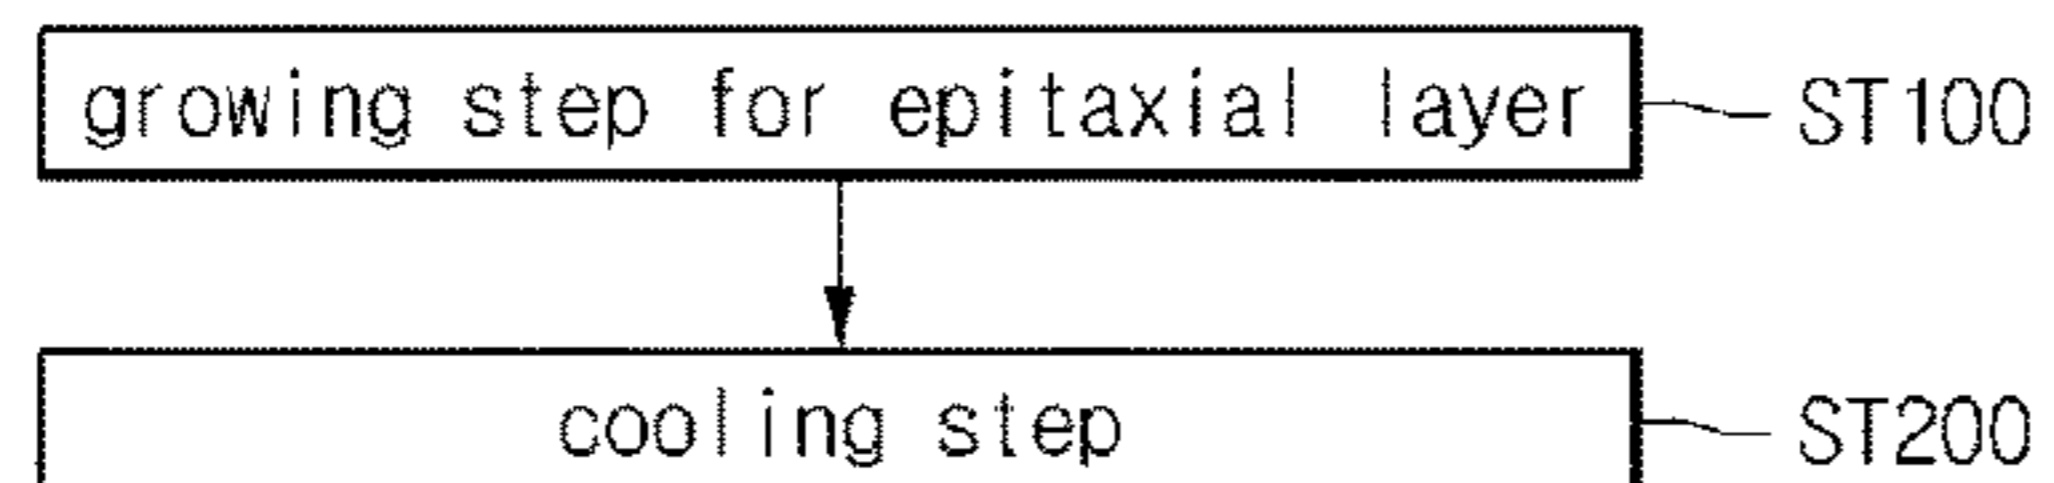 growing step for epitaxial layer ST100
cooling step ST200